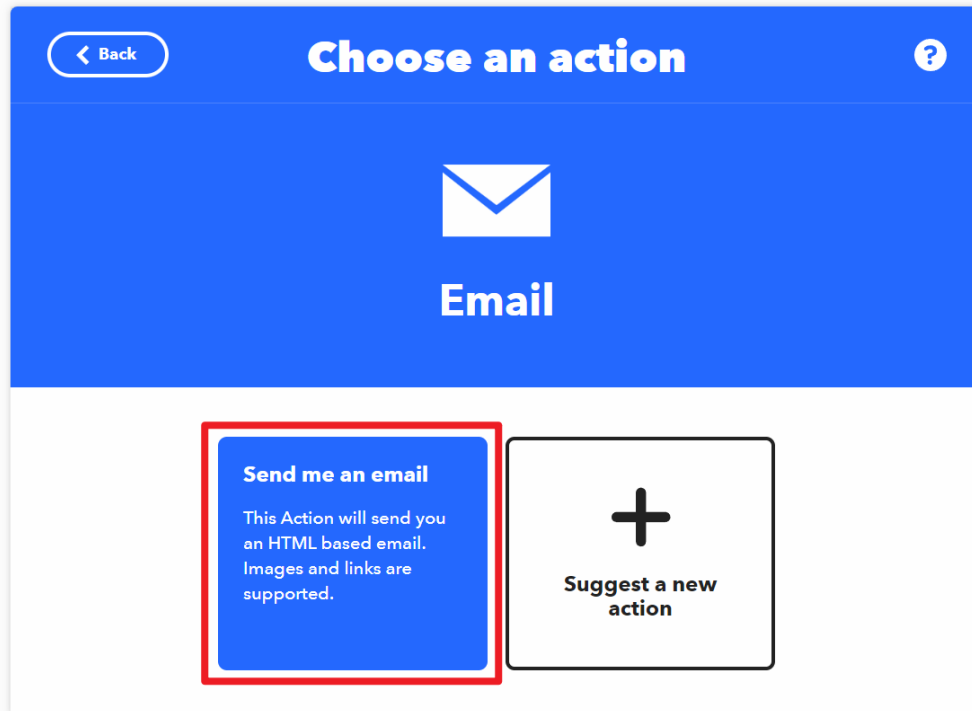 Back
Choose an action
?
Email
Send me an email
This Action will send you
an HTML based email.
Images and links are
supported.
Suggest a new
action